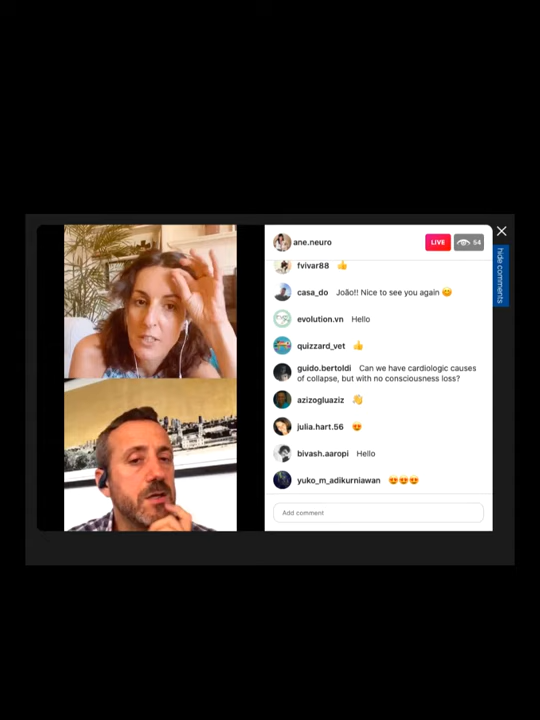 ane.neuro
LIVE
54
hide comments
fvivar88
casa_do João!! Nice to see you again
evolution.vn Hello
quizzard_vet
guido.bertoldi Can we have cardiologic causes
of collapse, but with no consciousness loss?
azizogluaziz
julia.hart.56
bivash.aaropi Hello
yuko_m_adikurniawan
Add comment